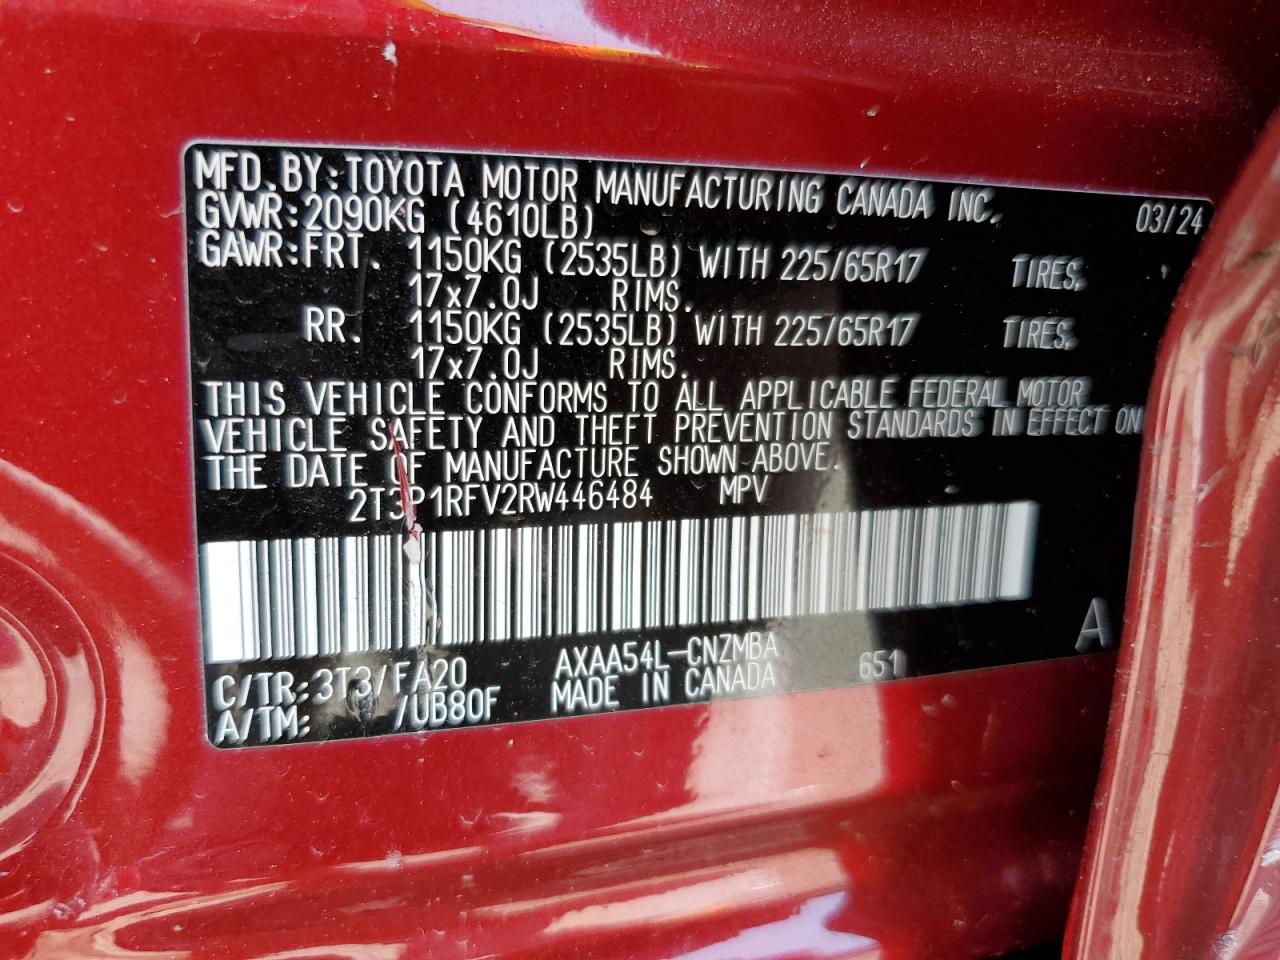 MFD.BY:TOYOTA MOTOR MANUFACTURING CANADA INC. 03/24
GVWR:2090KG (4610LB)
GAWR:FRT. 1150KG (2535LB) WITH 225/65R17 TIRES.
17x7.0J RIMS.
RR. 1150KG (2535LB) WITH 225/65R17 TIRES.
17x7.0J RIMS.
THIS VEHICLE CONFORMS TO ALL APPLICABLE FEDERAL MOTOR
VEHICLE SAFETY AND THEFT PREVENTION STANDARDS IN EFFECT ON
THE DATE OF MANUFACTURE SHOWN ABOVE.
2T3P1RFV2RW446484 MPV
A
C/TR:3T3/FA20 AXAA54L-CNZMBA 651
A/TM: /UB80F MADE IN CANADA